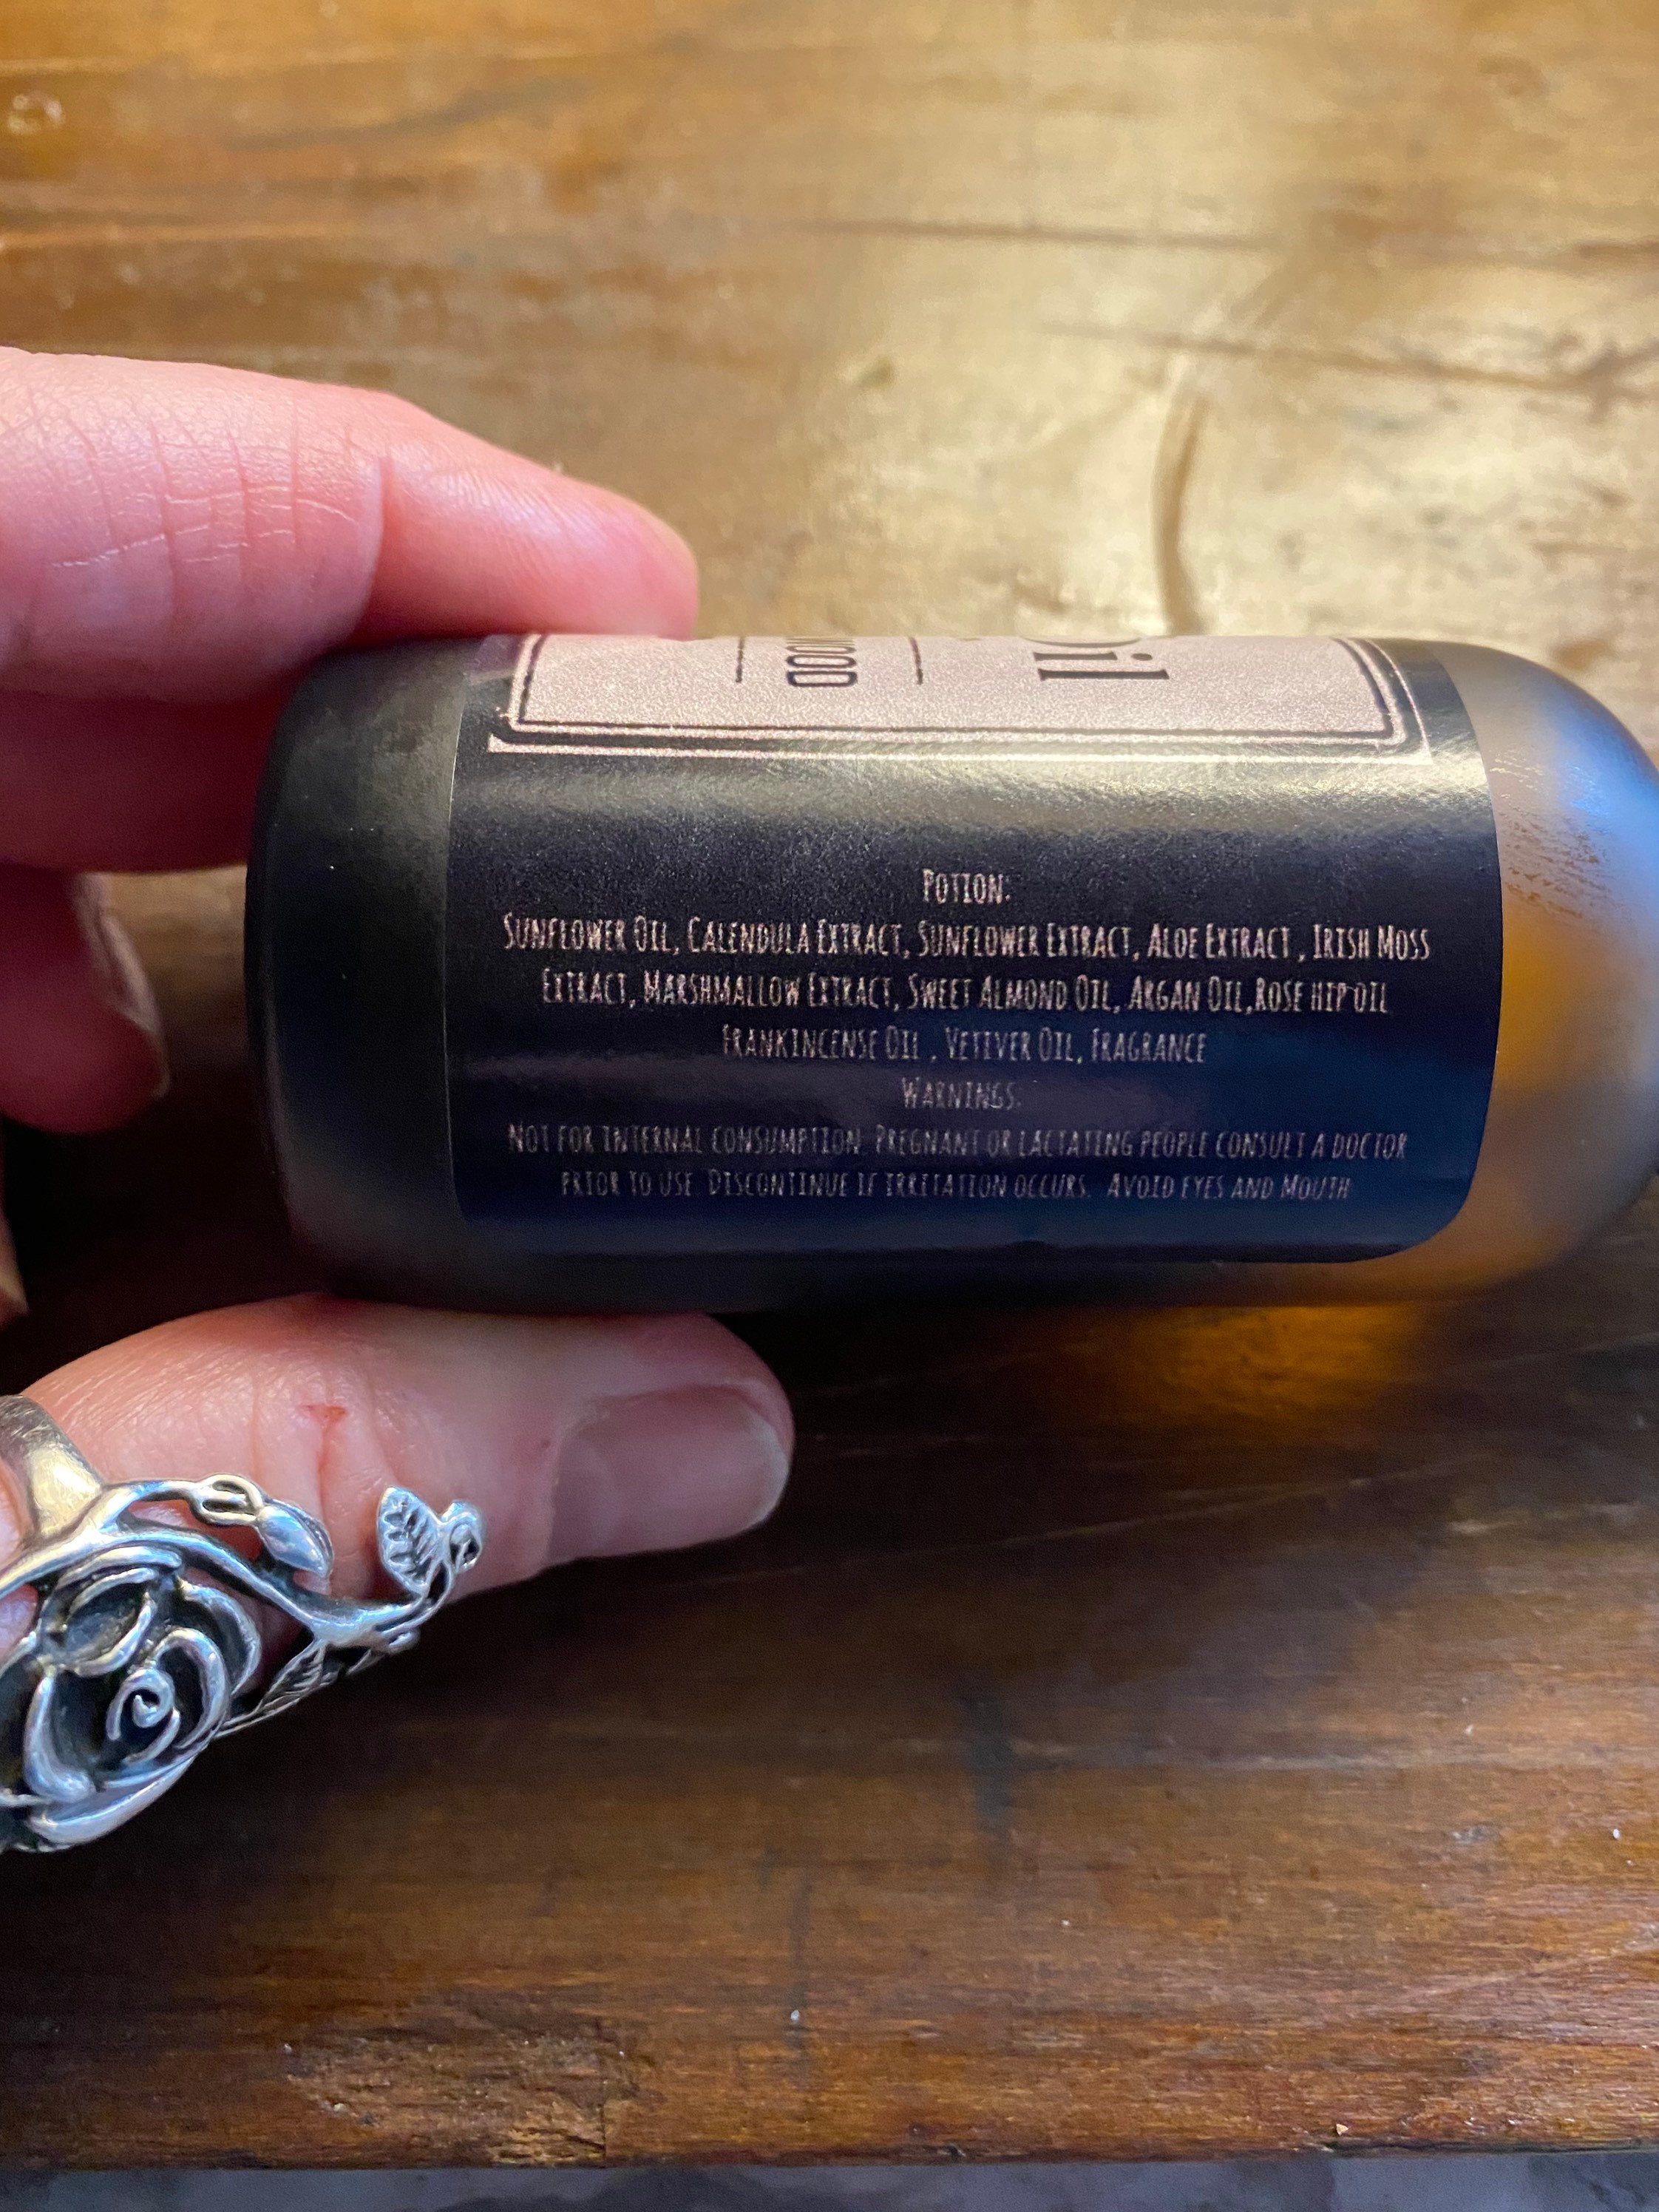 Oil
WOOD
POTION:
SUNFLOWER OIL, CALENDULA EXTRACT, SUNFLOWER EXTRACT, ALOE EXTRACT , IRISH MOSS
EXTRACT, MARSHMALLOW EXTRACT, SWEET ALMOND OIL, ARGAN OIL,ROSE HIP OIL
FRANKINCENSE OIL , VETIVER OIL, FRAGRANCE
WARNINGS:
NOT FOR INTERNAL CONSUMPTION. PREGNANT OR LACTATING PEOPLE CONSULT A DOCTOR
PRIOR TO USE. DISCONTINUE IF IRRITATION OCCURS. AVOID EYES AND MOUTH